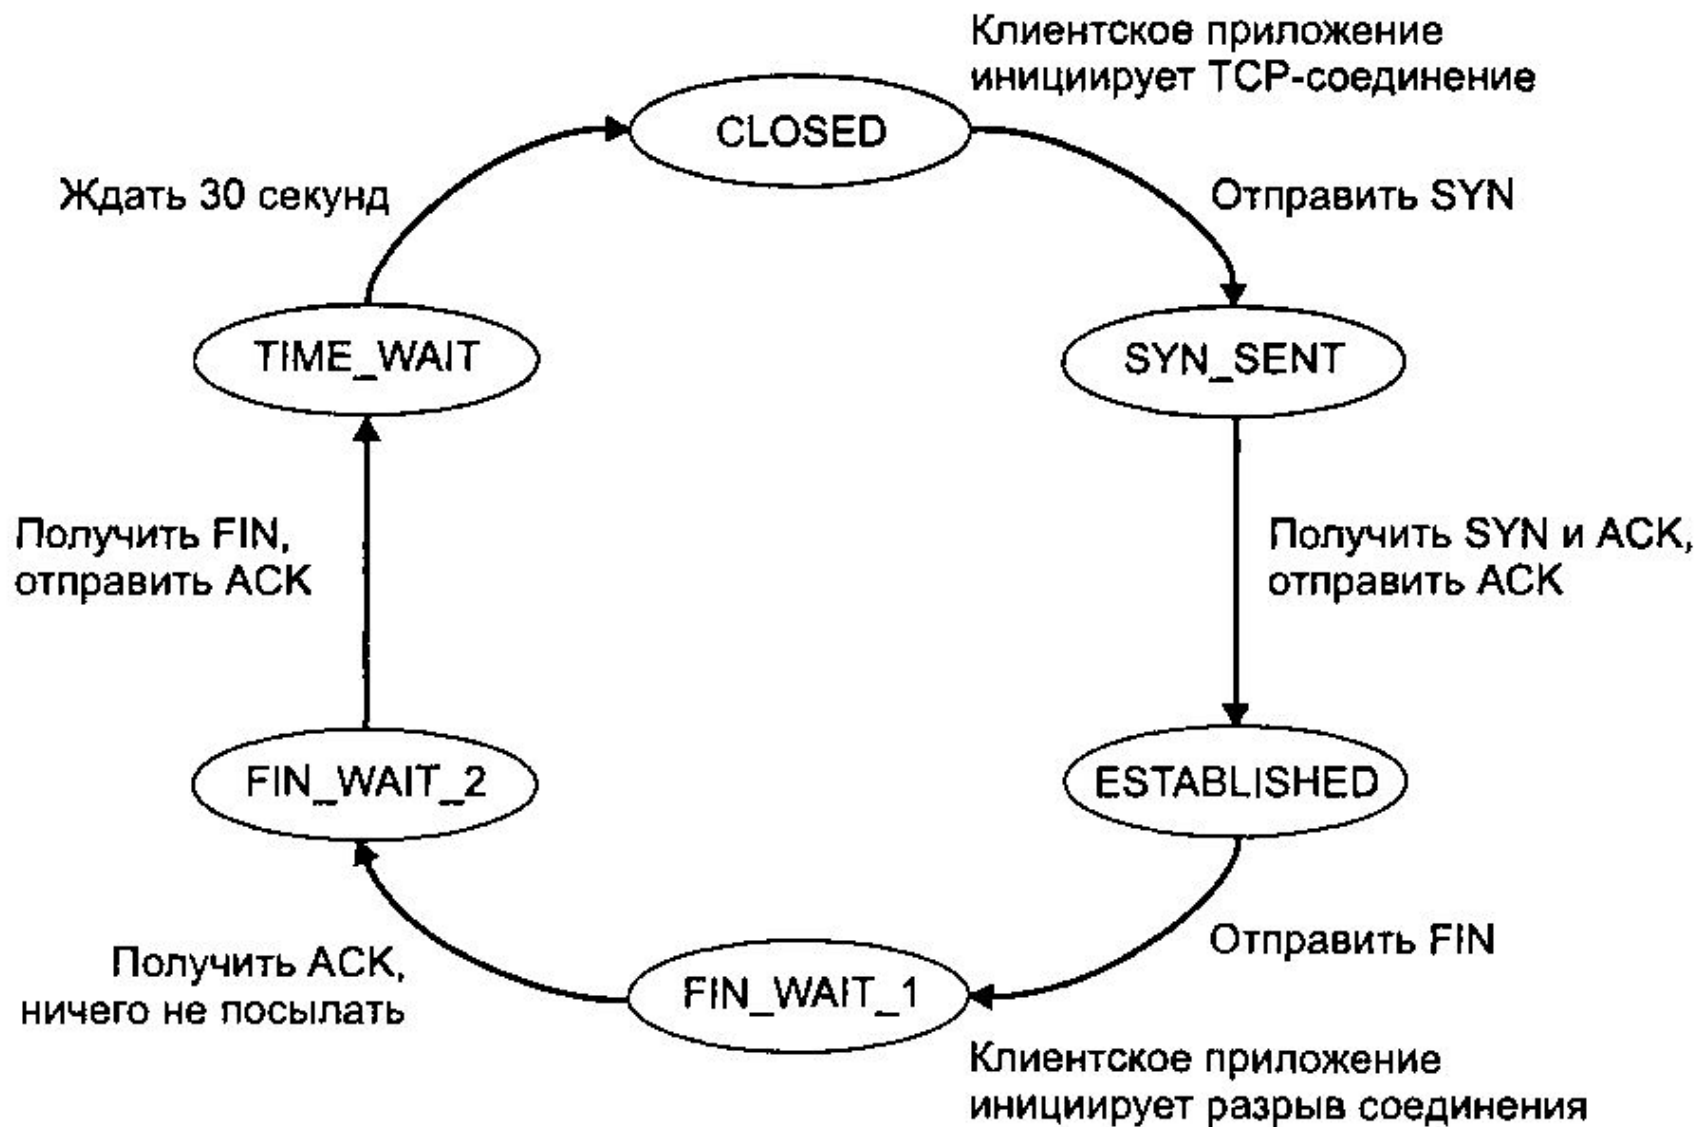 Клиентское приложение
инициирует TCP-соединение
CLOSED
Ждать 30 секунд
Отправить SYN
TIME_WAIT
SYN_SENT
Получить FIN,
отправить ACK
Получить SYN и ACK,
отправить ACK
FIN_WAIT_2
ESTABLISHED
Получить ACK,
ничего не посылать
FIN_WAIT_1
Отправить FIN
Клиентское приложение
инициирует разрыв соединения